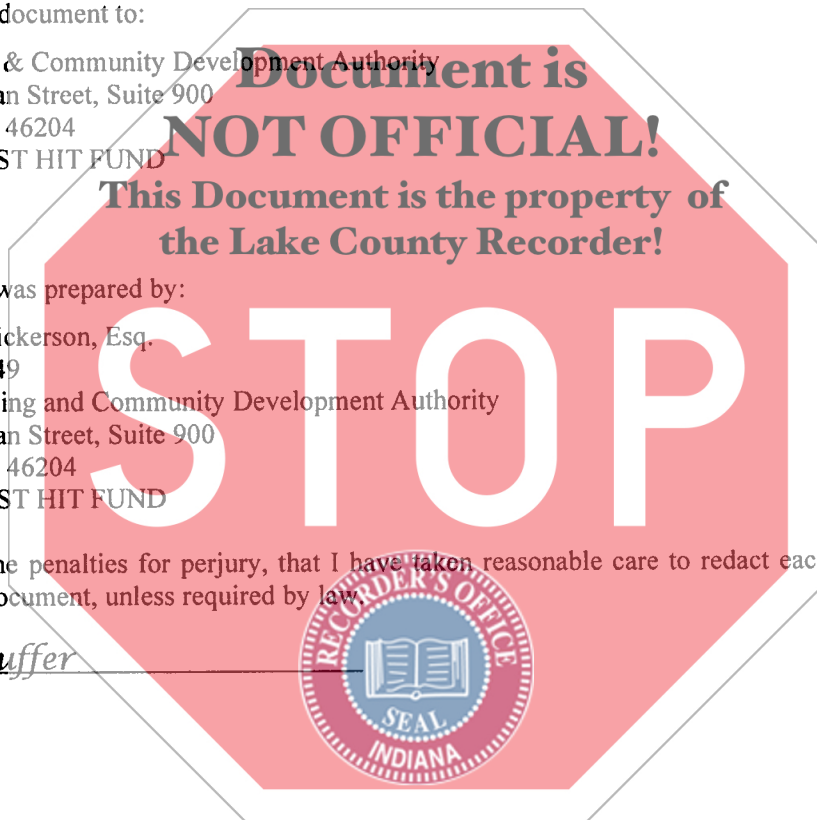 document to:
& Community Development Authority
an Street, Suite 900
46204
ST HIT FUND
Document is
NOT OFFICIAL!
This Document is the property of
the Lake County Recorder!
was prepared by:
ickerson, Esq.
49
ing and Community Development Authority
an Street, Suite 900
46204
ST HIT FUND
STOP
he penalties for perjury, that I have taken reasonable care to redact eac
ocument, unless required by law.
uffer
RECORDER'S OFFICE
SEAL
INDIANA